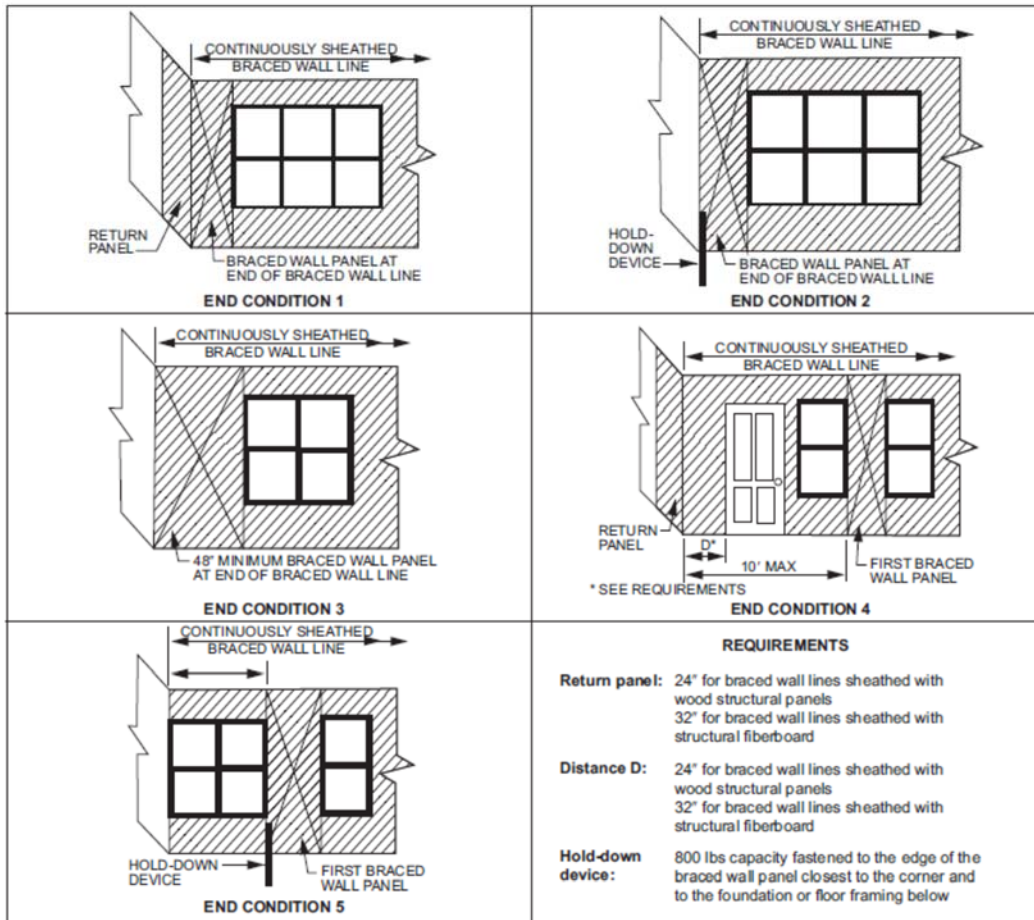 CONTINUOUSLY SHEATHED
BRACED WALL LINE
RETURN
PANEL
BRACED WALL PANEL AT
END OF BRACED WALL LINE
END CONDITION 1
CONTINUOUSLY SHEATHED
BRACED WALL LINE
HOLD-
DOWN
DEVICE
BRACED WALL PANEL AT
END OF BRACED WALL LINE
END CONDITION 2
CONTINUOUSLY SHEATHED
BRACED WALL LINE
48" MINIMUM BRACED WALL PANEL
AT END OF BRACED WALL LINE
END CONDITION 3
CONTINUOUSLY SHEATHED
BRACED WALL LINE
RETURN
PANEL
D*
10' MAX
FIRST BRACED
WALL PANEL
* SEE REQUIREMENTS
END CONDITION 4
CONTINUOUSLY SHEATHED
BRACED WALL LINE
HOLD-DOWN
DEVICE
FIRST BRACED
WALL PANEL
END CONDITION 5
REQUIREMENTS
Return panel: 24" for braced wall lines sheathed with
wood structural panels
32" for braced wall lines sheathed with
structural fiberboard
Distance D: 24" for braced wall lines sheathed with
wood structural panels
32" for braced wall lines sheathed with
structural fiberboard
Hold-down 800 lbs capacity fastened to the edge of the
device: braced wall panel closest to the corner and
to the foundation or floor framing below